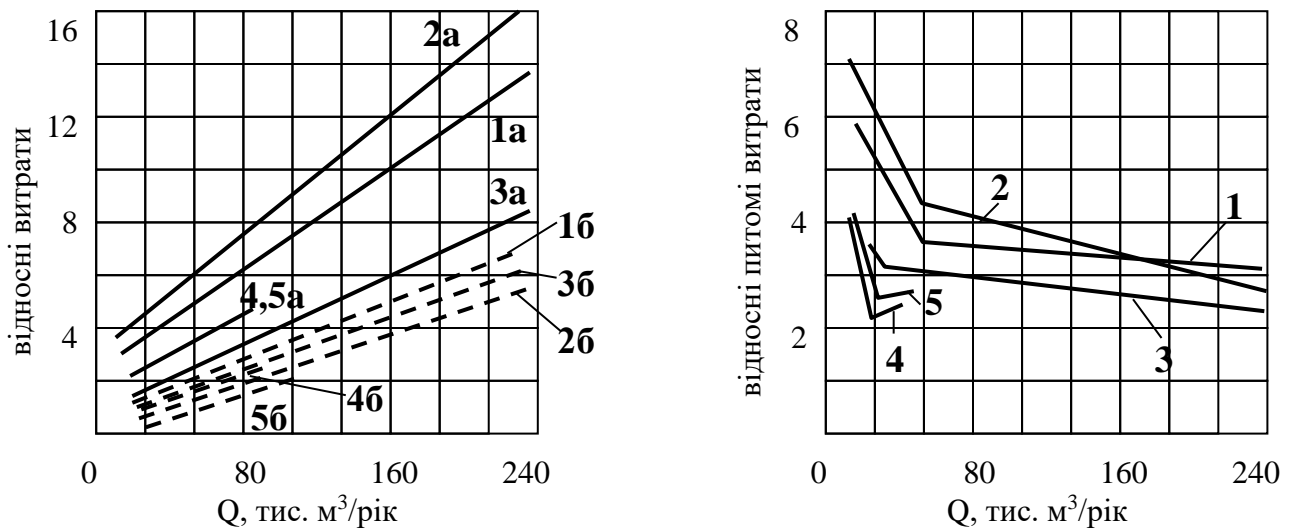 відносні витрати
16
12
8
4
0
80
160
240
Q, тис. м³/рік
2а
1а
3а
4,5а
1б
3б
2б
4б
5б
відносні питомі витрати
8
6
4
2
0
80
160
240
Q, тис. м³/рік
2
1
5
4
3